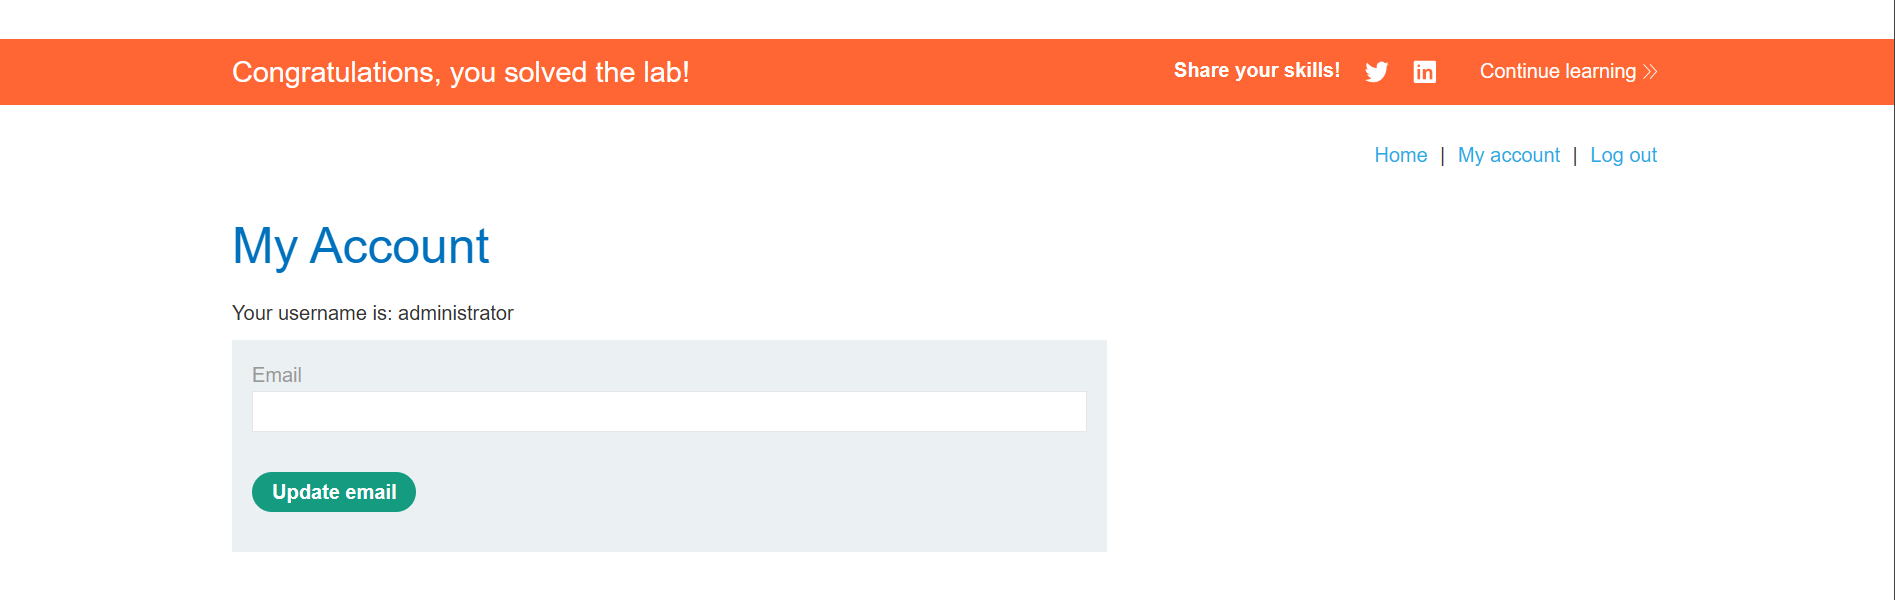 Congratulations, you solved the lab!
Share your skills!
Continue learning
Home | My account | Log out
My Account
Your username is: administrator
Email
Update email